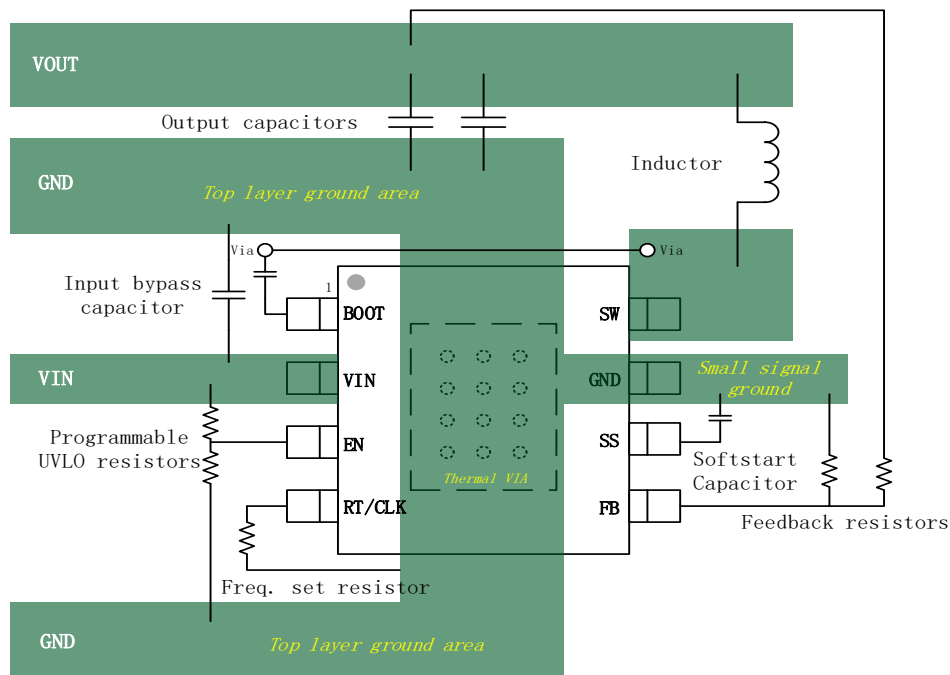 VOUT
Output capacitors
Inductor
GND
Top layer ground area
Via
Via
Input bypass
capacitor
1
BOOT
SW
VIN
VIN
GND
Small signal
ground
Programmable
UVLO resistors
EN
SS
Softstart
Capacitor
Thermal VIA
RT/CLK
FB
Feedback resistors
Freq. set resistor
GND
Top layer ground area